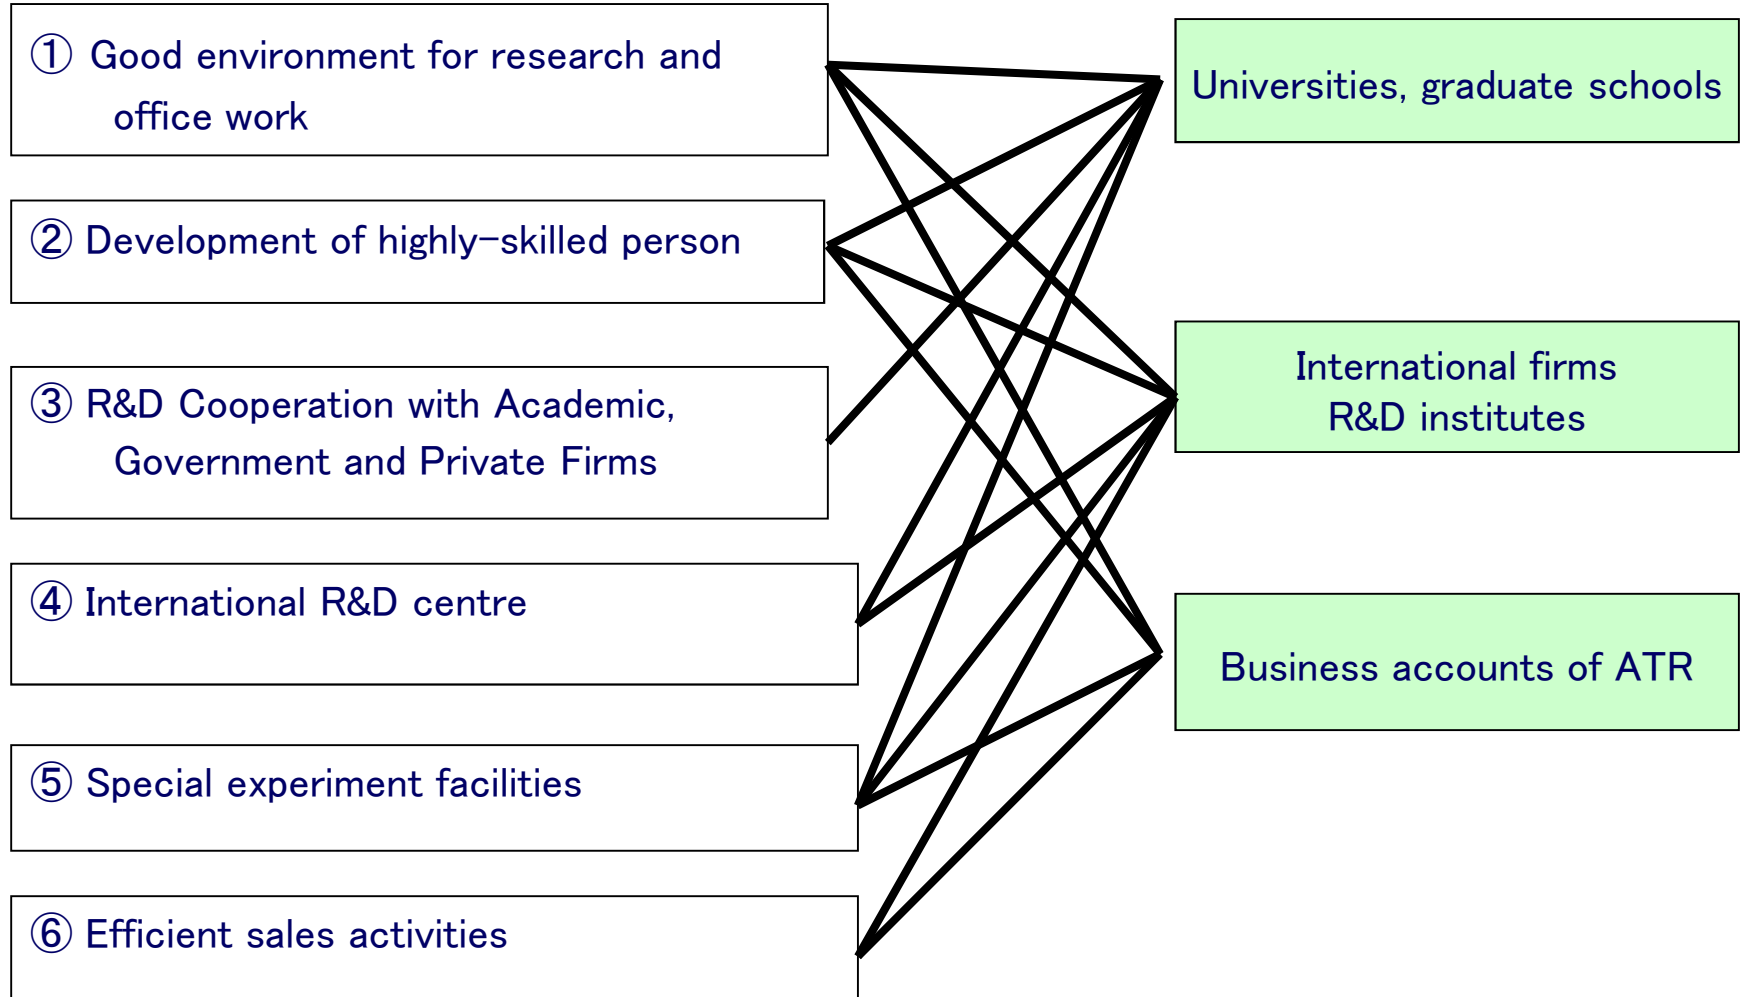 ① Good environment for research and
office work
② Development of highly-skilled person
③ R&D Cooperation with Academic,
Government and Private Firms
④ International R&D centre
⑤ Special experiment facilities
⑥ Efficient sales activities
Universities, graduate schools
International firms
R&D institutes
Business accounts of ATR